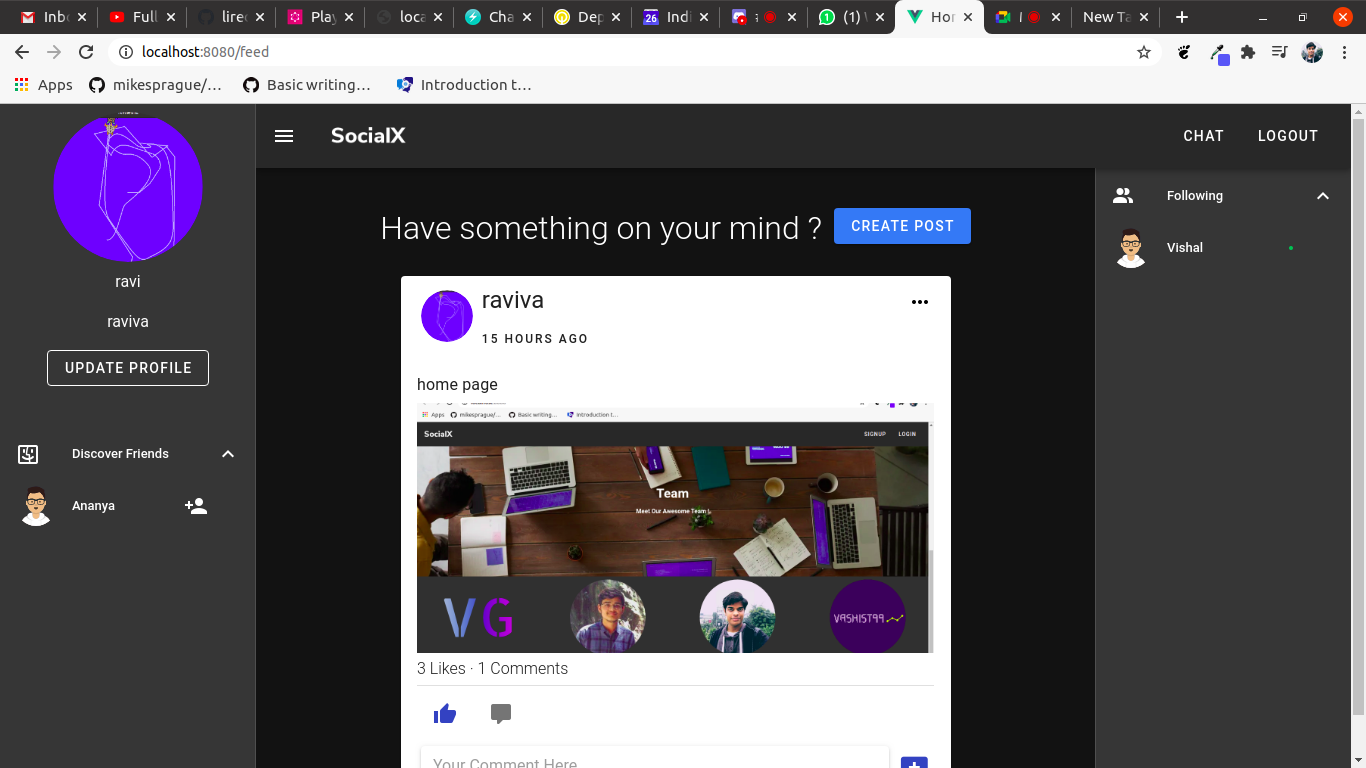 Inb
Full
lirec
Play
loca
Cha
Dep
26
Indi
(1) W
Hor
New Ta
localhost:8080/feed
Apps
mikesprague/...
Basic writing...
Introduction t...
SocialX
CHAT
LOGOUT
ravi
raviva
UPDATE PROFILE
Discover Friends
Ananya
Have something on your mind ?
CREATE POST
raviva
15 HOURS AGO
home page
Apps
mikesprague/...
Basic writing...
Introduction t...
SocialX
SIGNUP
LOGIN
Team
Meet Our Awesome Team |
VG
VASHIST99
3 Likes · 1 Comments
Your Comment Here
Following
Vishal